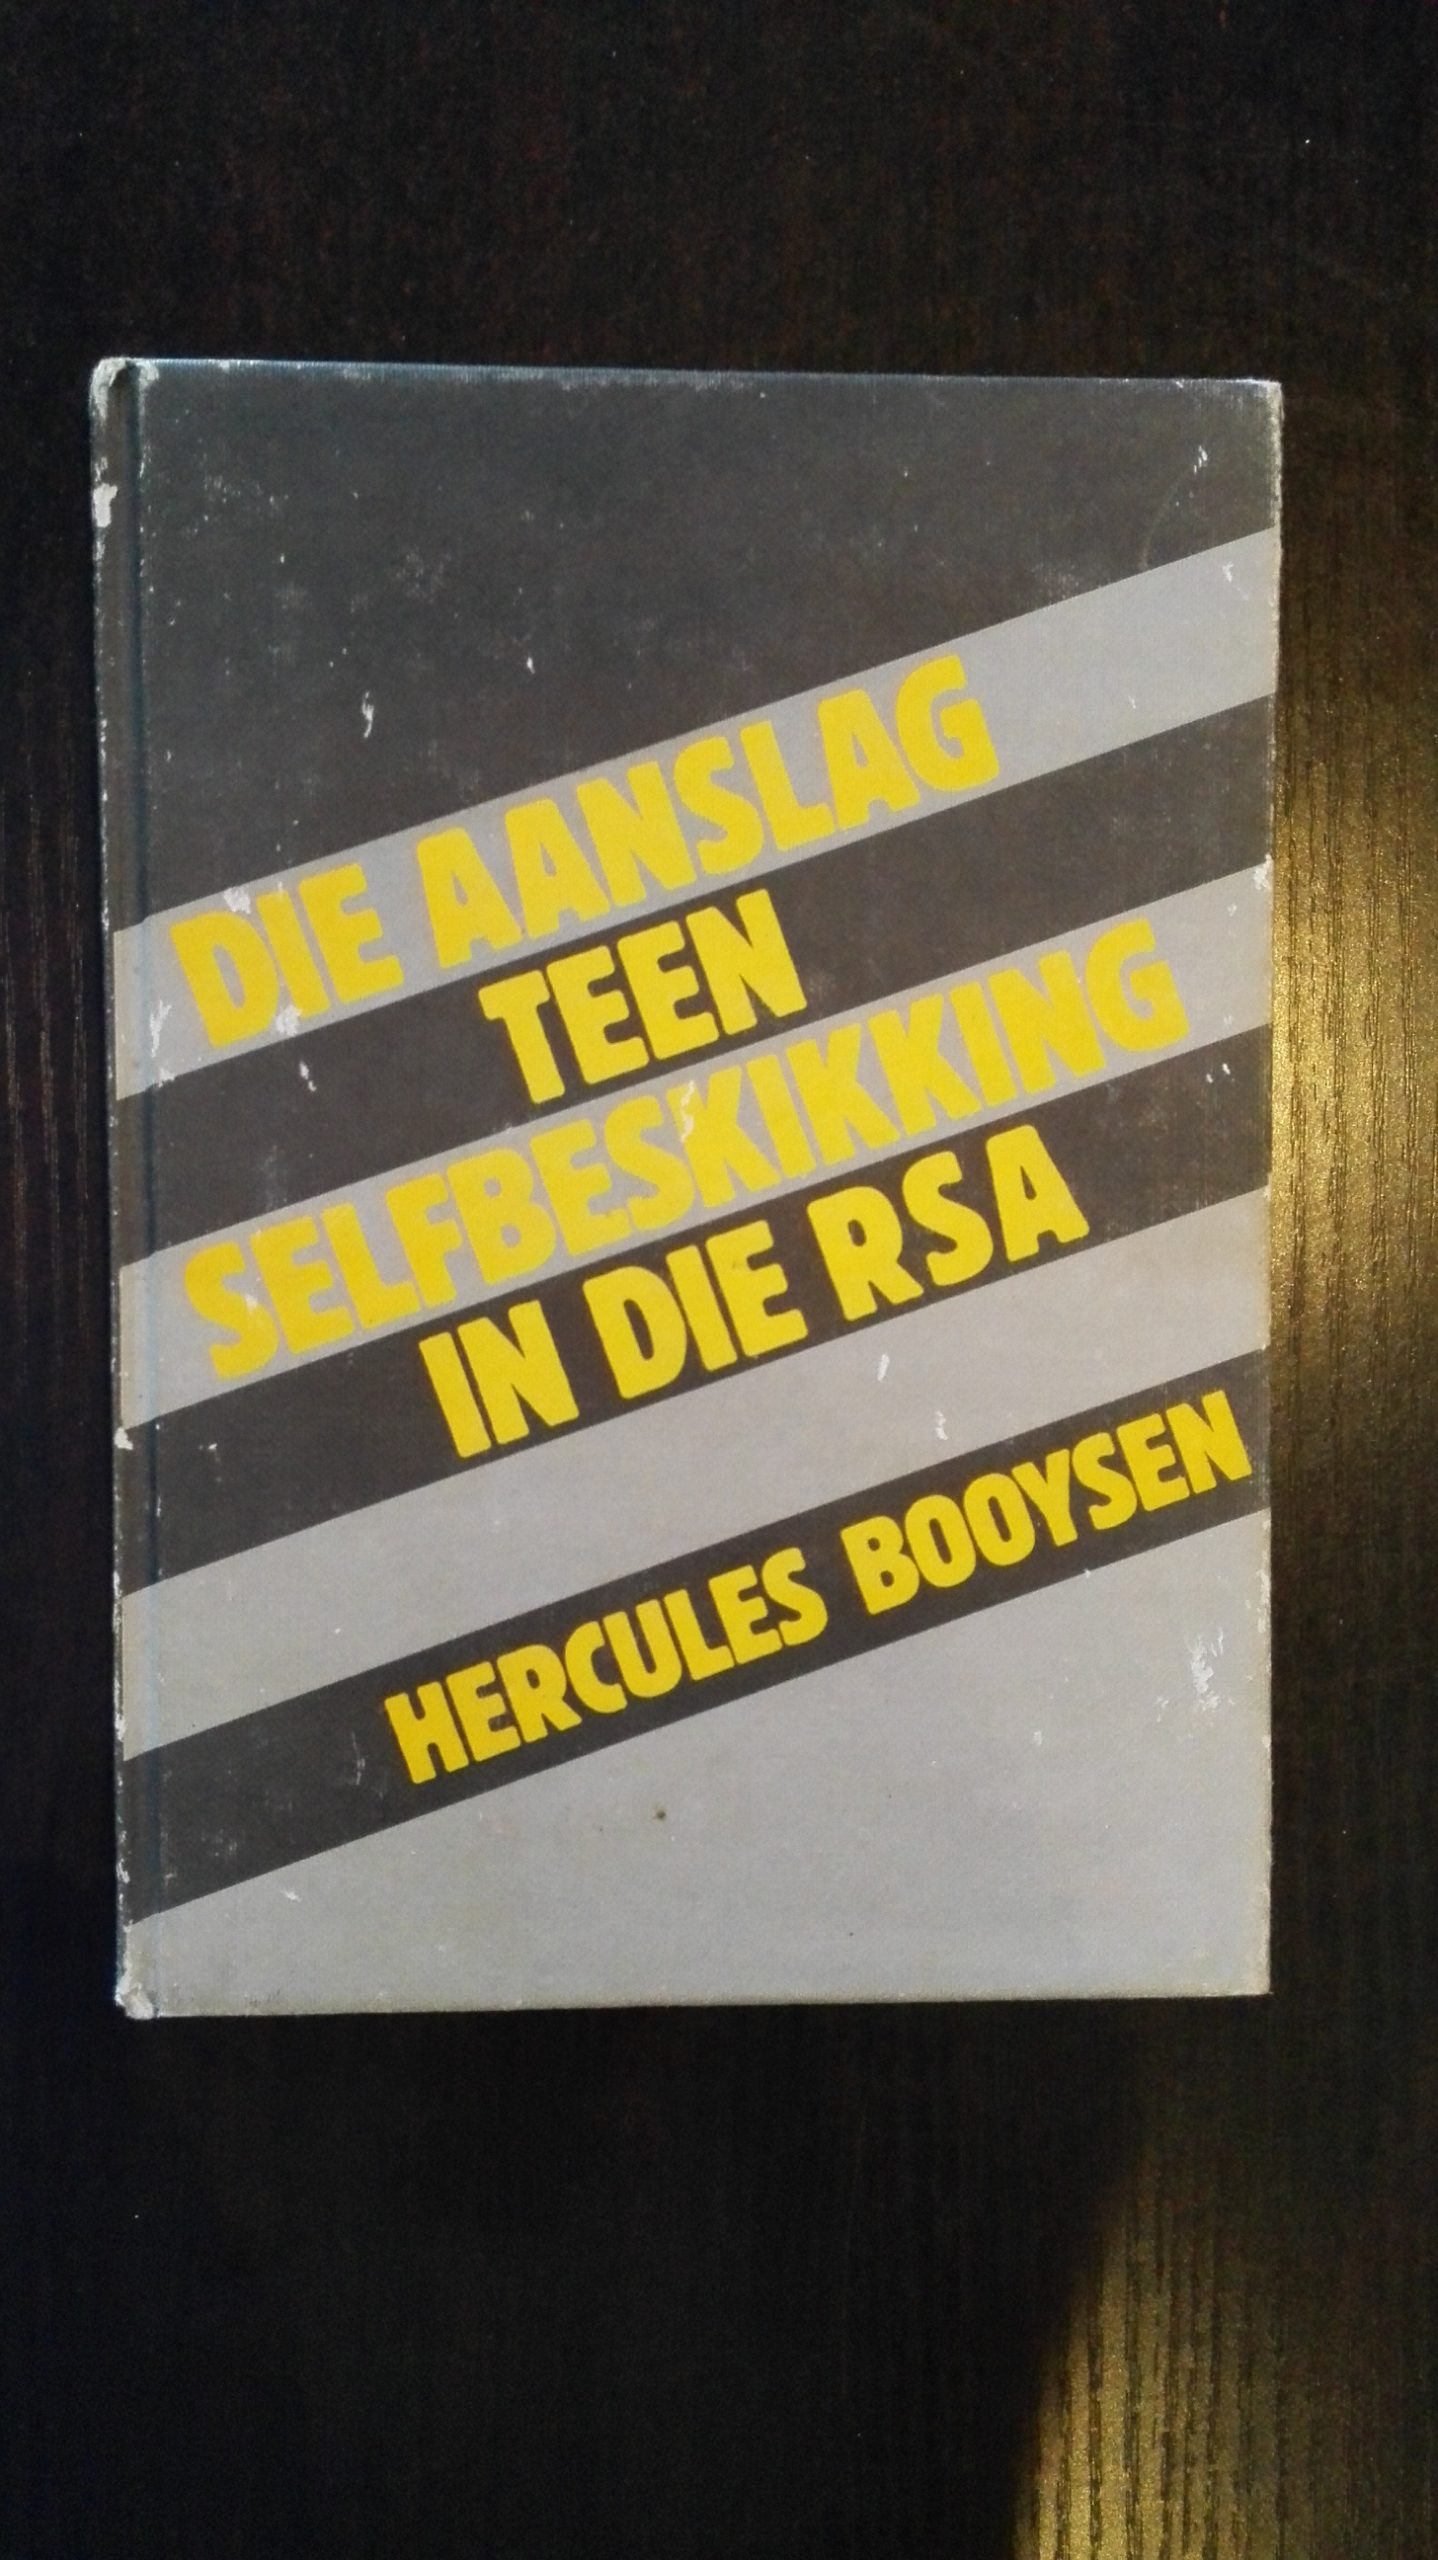 DIE AANSLAG
TEEN
SELFBESKIKKING
IN DIE RSA
HERCULES BOOYSEN